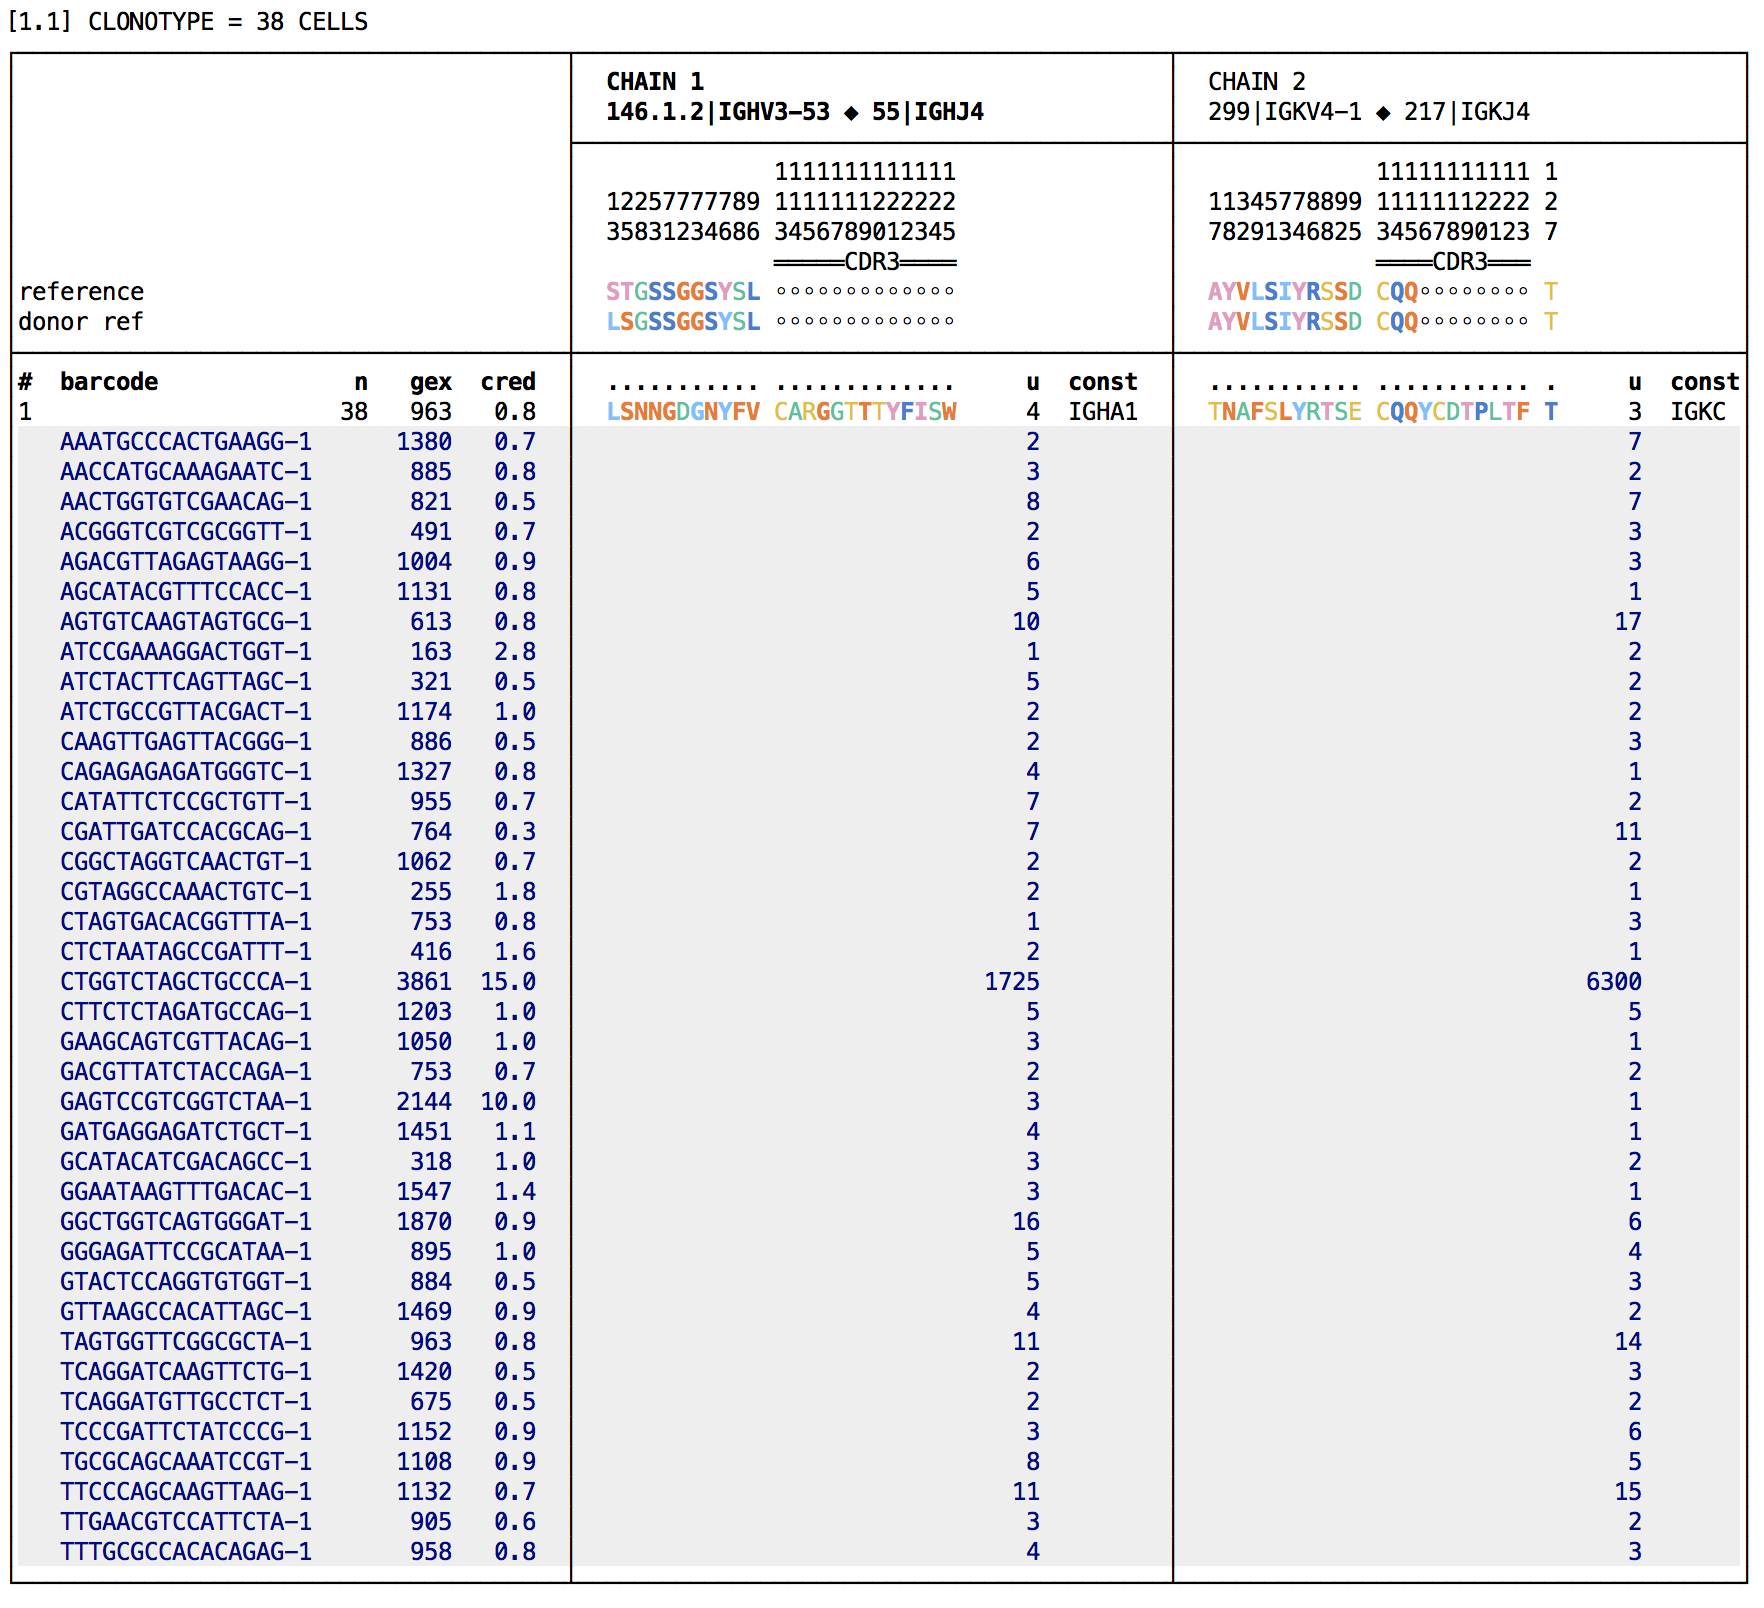 [1.1] CLONOTYPE = 38 CELLS
CHAIN 1 CHAIN 2
146.1.2|IGHV3–53 ◆ 55|IGHJ4 299|IGKV4–1 ◆ 217|IGKJ4
1111111111111 11111111111 1
12257777789 1111111222222 11345778899 11111112222 2
35831234686 3456789012345 78291346825 34567890123 7
═════CDR3════ ════CDR3═══
reference STGSSGGSYSL ◦◦◦◦◦◦◦◦◦◦◦◦◦ AYVLSIYRSSD CQQ◦◦◦◦◦◦◦◦ T
donor ref LSGSSGGSYSL ◦◦◦◦◦◦◦◦◦◦◦◦◦ AYVLSIYRSSD CQQ◦◦◦◦◦◦◦◦ T
# barcode n gex cred ........... ............. u const ........... ........... . u const
1 38 963 0.8 LSNNGDGNYFV CARGGTTTYFISW 4 IGHA1 TNAFSLYRTSE CQQYCDTPLTF T 3 IGKC
AAATGCCCACTGAAGG–1 1380 0.7 2 7
AACCATGCAAAGAATC–1 885 0.8 3 2
AACTGGTGTCGAACAG–1 821 0.5 8 7
ACGGGTCGTCGCGGTT–1 491 0.7 2 3
AGACGTTAGAGTAAGG–1 1004 0.9 6 3
AGCATACGTTTCCACC–1 1131 0.8 5 1
AGTGTCAAGTAGTGCG–1 613 0.8 10 17
ATCCGAAAGGACTGGT–1 163 2.8 1 2
ATCTACTTCAGTTAGC–1 321 0.5 5 2
ATCTGCCGTTACGACT–1 1174 1.0 2 2
CAAGTTGAGTTACGGG–1 886 0.5 2 3
CAGAGAGAGATGGGTC–1 1327 0.8 4 1
CATATTCTCCGCTGTT–1 955 0.7 7 2
CGATTGATCCACGCAG–1 764 0.3 7 11
CGGCTAGGTCAACTGT–1 1062 0.7 2 2
CGTAGGCCAAACTGTC–1 255 1.8 2 1
CTAGTGACACGGTTTA–1 753 0.8 1 3
CTCTAATAGCCGATTT–1 416 1.6 2 1
CTGGTCTAGCTGCCCA–1 3861 15.0 1725 6300
CTTCTCTAGATGCCAG–1 1203 1.0 5 5
GAAGCAGTCGTTACAG–1 1050 1.0 3 1
GACGTTATCTACCAGA–1 753 0.7 2 2
GAGTCCGTCGGTCTAA–1 2144 10.0 3 1
GATGAGGAGATCTGCT–1 1451 1.1 4 1
GCATACATCGACAGCC–1 318 1.0 3 2
GGAATAAGTTTGACAC–1 1547 1.4 3 1
GGCTGGTCAGTGGGAT–1 1870 0.9 16 6
GGGAGATTCCGCATAA–1 895 1.0 5 4
GTACTCCAGGTGTGGT–1 884 0.5 5 3
GTTAAGCCACATTAGC–1 1469 0.9 4 2
TAGTGGTTCGGCGCTA–1 963 0.8 11 14
TCAGGATCAAGTTCTG–1 1420 0.5 2 3
TCAGGATGTTGCCTCT–1 675 0.5 2 2
TCCCGATTCTATCCCG–1 1152 0.9 3 6
TGCGCAGCAAATCCGT–1 1108 0.9 8 5
TTCCCAGCAAGTTAAG–1 1132 0.7 11 15
TTGAACGTCCATTCTA–1 905 0.6 3 2
TTTGCGCCACACAGAG–1 958 0.8 4 3